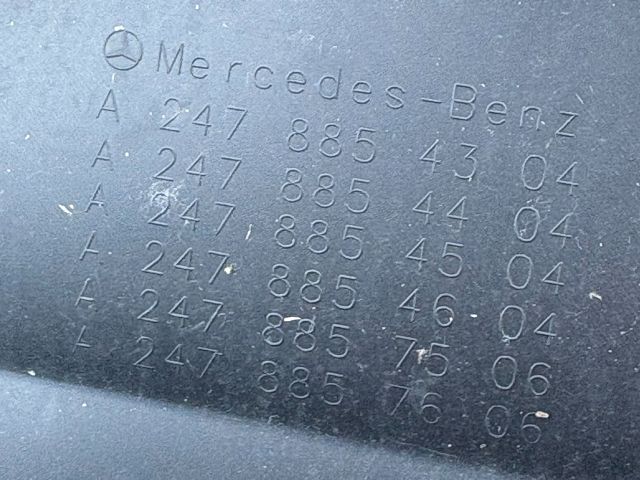 Mercedes-Benz
A 247 885 43 04
A 247 885 44 04
A 247 885 45 04
A 247 885 46 04
A 247 885 75 06
A 247 885 76 06